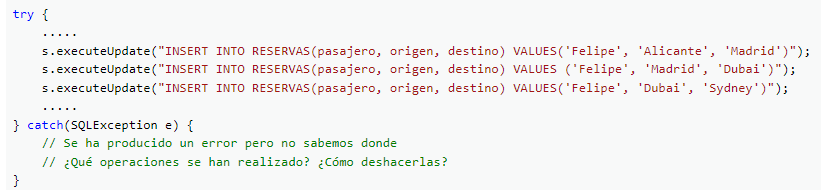 try {
.....
s.executeUpdate("INSERT INTO RESERVAS(pasajero, origen, destino) VALUES('Felipe', 'Alicante', 'Madrid')");
s.executeUpdate("INSERT INTO RESERVAS(pasajero, origen, destino) VALUES ('Felipe', 'Madrid', 'Dubai')");
s.executeUpdate("INSERT INTO RESERVAS(pasajero, origen, destino) VALUES('Felipe', 'Dubai', 'Sydney')");
.....
} catch(SQLException e) {
// Se ha producido un error pero no sabemos donde
// ¿Qué operaciones se han realizado? ¿Cómo deshacerlas?
}